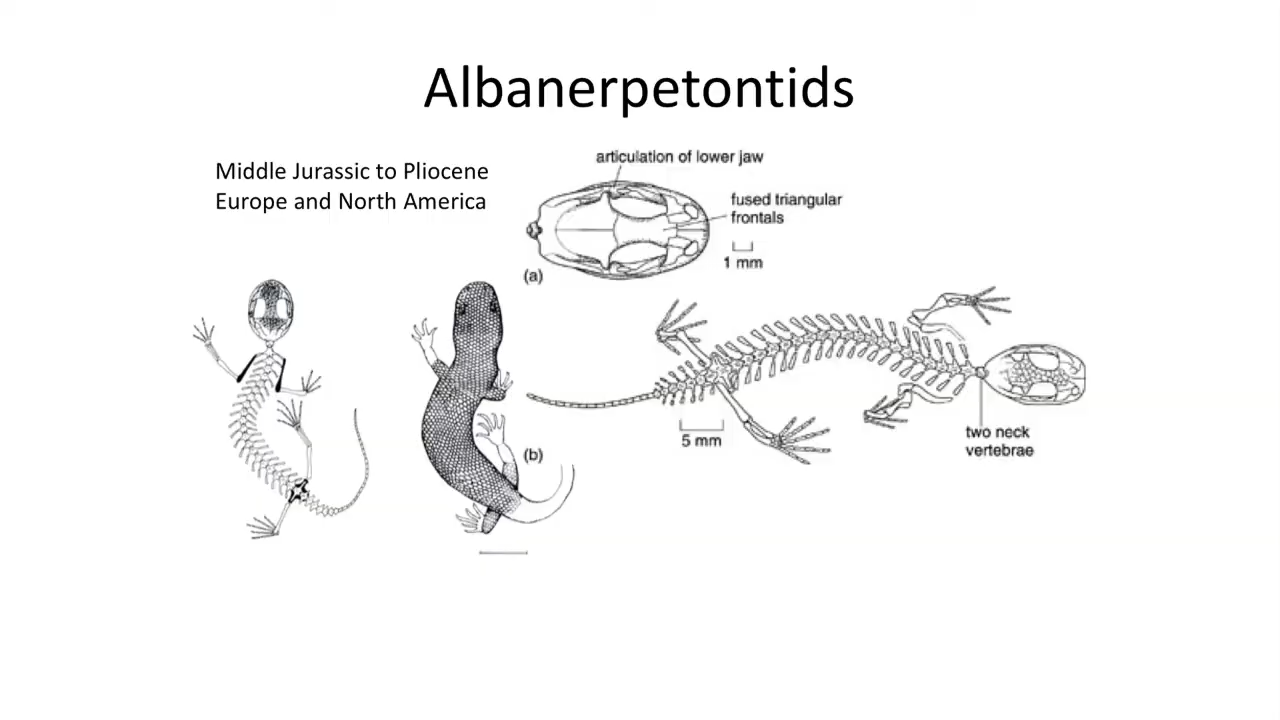 Albanerpetontids
Middle Jurassic to Pliocene
Europe and North America
articulation of lower jaw
fused triangular
frontals
1 mm
(a)
(b)
5 mm
two neck
vertebrae